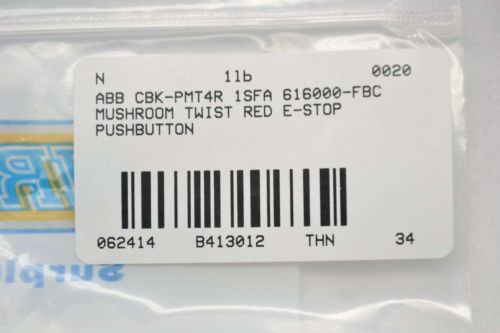 N 1lb 0020
ABB CBK-PMT4R 1SFA 616000-FBC
MUSHROOM TWIST RED E-STOP
PUSHBUTTON
062414 B413012 THN 34